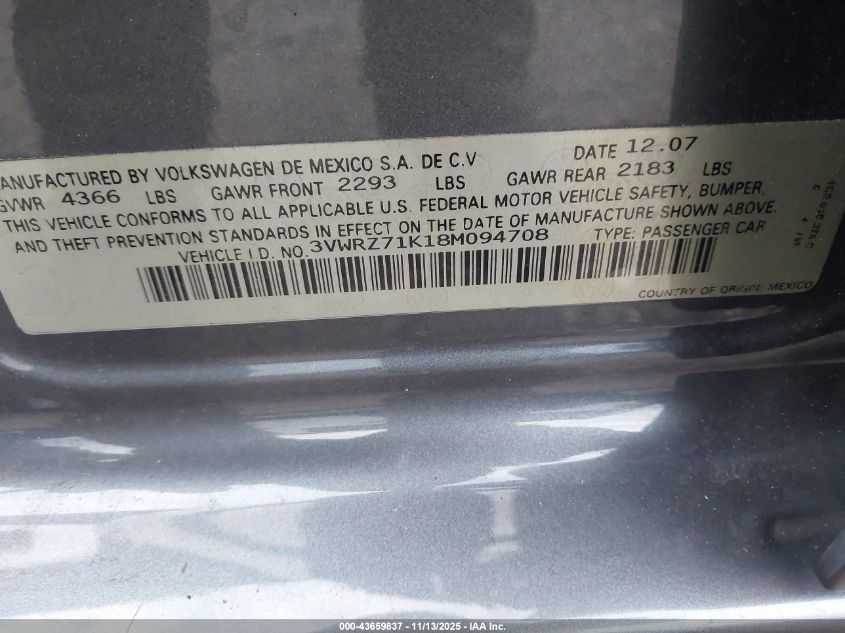 MANUFACTURED BY VOLKSWAGEN DE MEXICO S.A. DE C.V DATE 12.07
GVWR 4366 LBS GAWR FRONT 2293 LBS GAWR REAR 2183 LBS
THIS VEHICLE CONFORMS TO ALL APPLICABLE U.S. FEDERAL MOTOR VEHICLE SAFETY, BUMPER,
AND THEFT PREVENTION STANDARDS IN EFFECT ON THE DATE OF MANUFACTURE SHOWN ABOVE.
VEHICLE I.D. NO. 3VWRZ71K18M094708 TYPE: PASSENGER CAR
COUNTRY OF ORIGIN: MEXICO
000-43659837 - 11/13/2025 - IAA Inc.